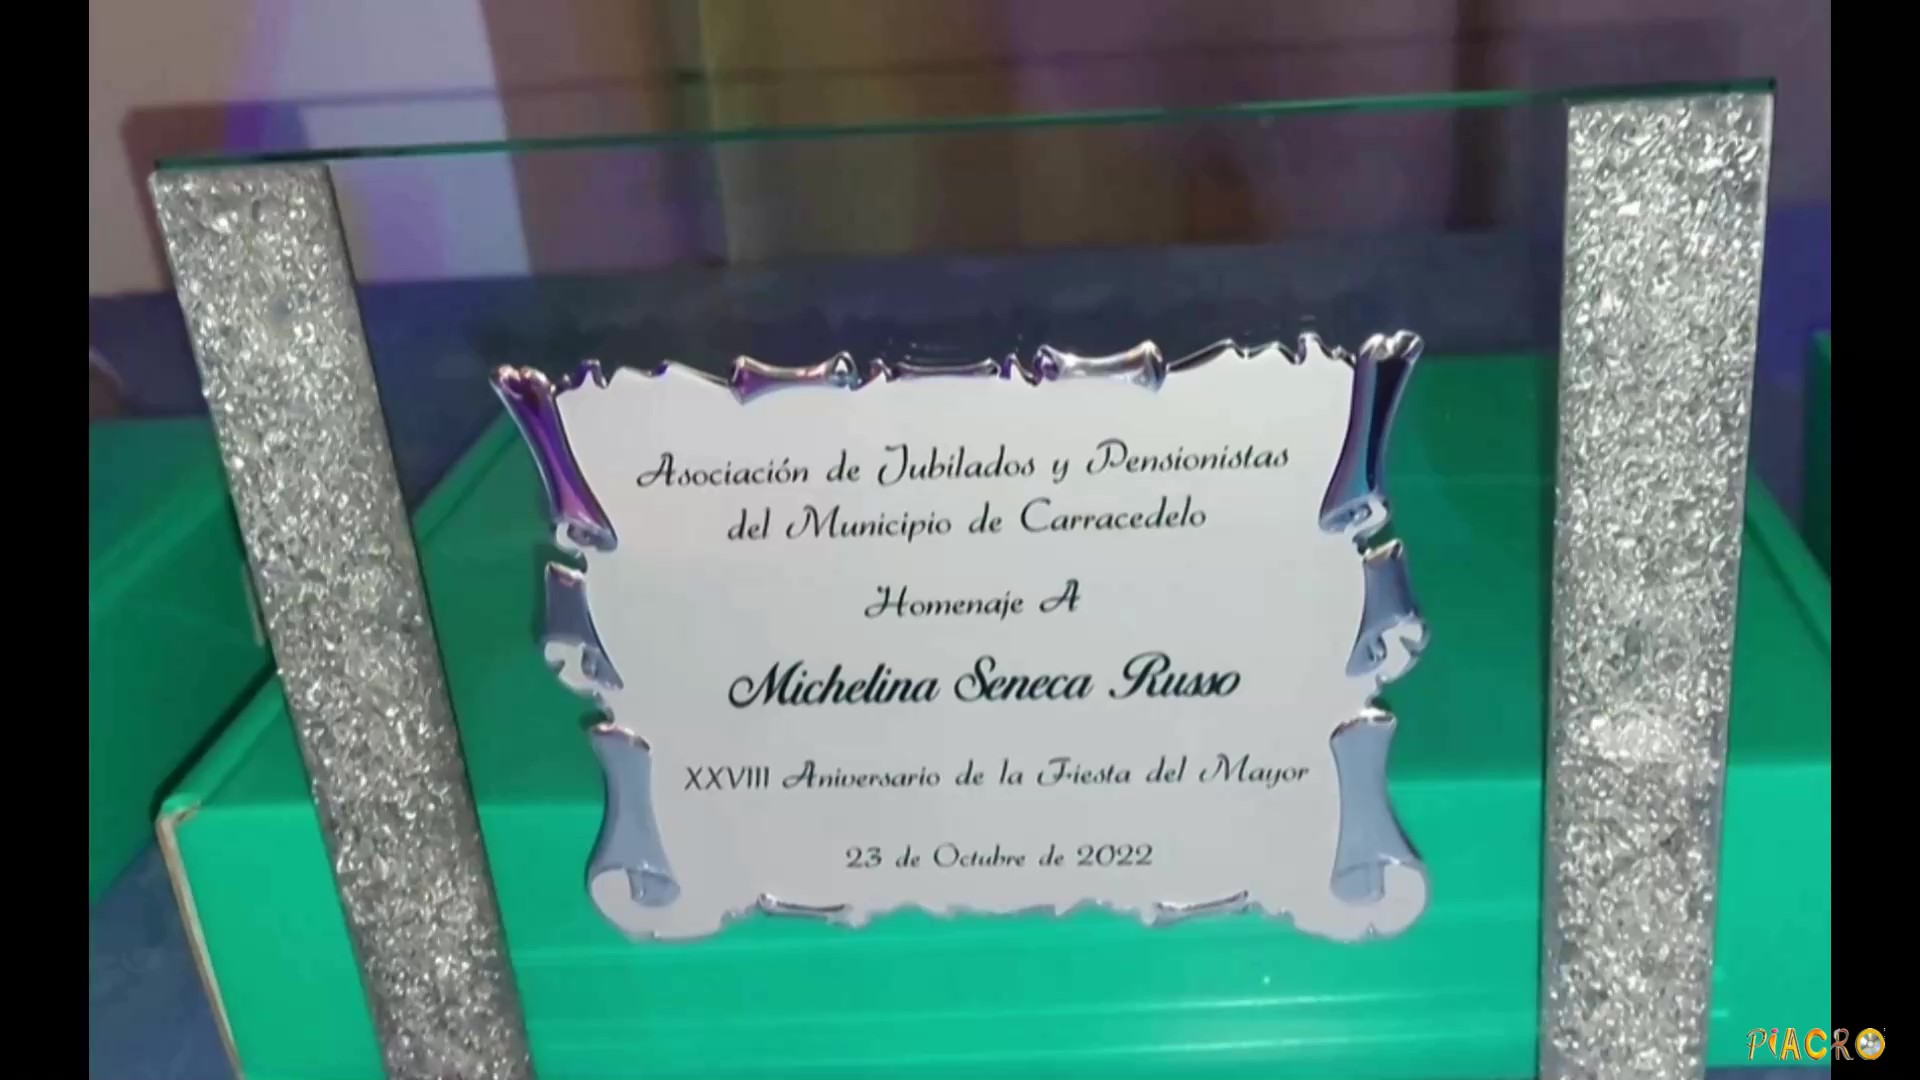 Asociación de Jubilados y Pensionistas
del Municipio de Carracedelo
Homenaje A
Michelina Seneca Russo
XXVIII Aniversario de la Fiesta del Mayor
23 de Octubre de 2022
PiACRO